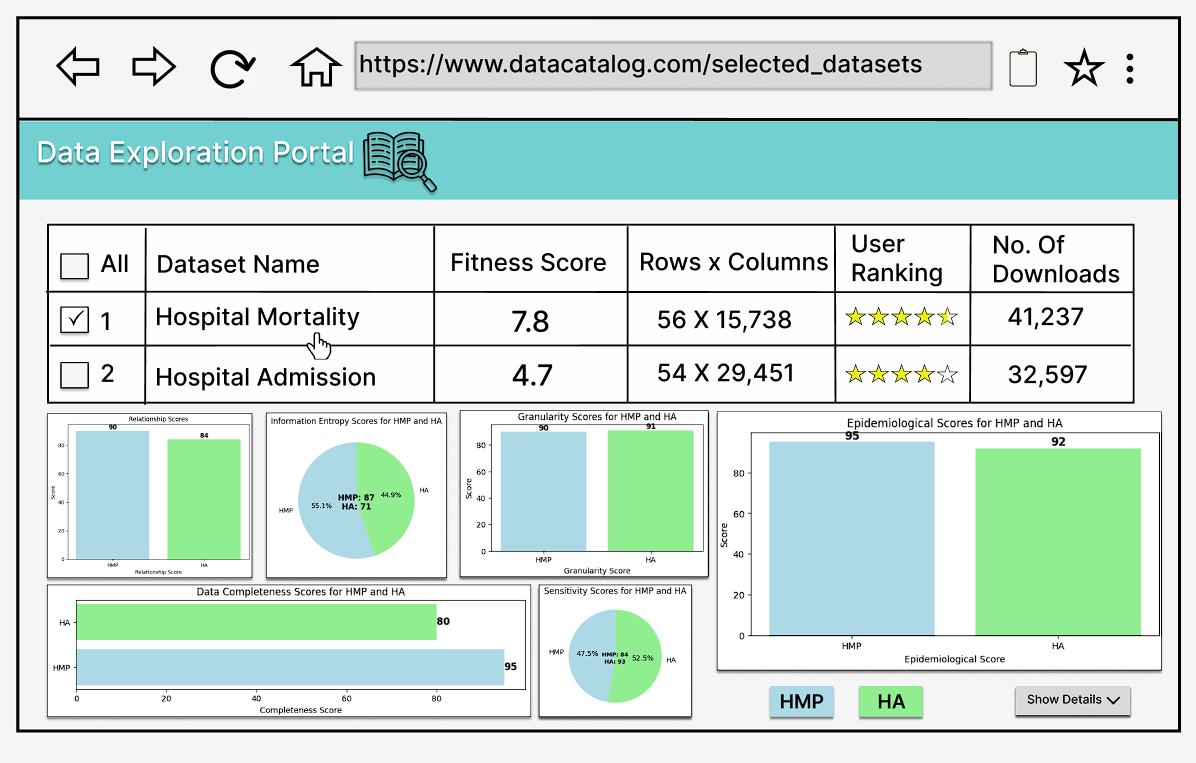 https://www.datacatalog.com/selected_datasets
Data Exploration Portal
All Dataset Name Fitness Score Rows x Columns User Ranking No. Of Downloads
1 Hospital Mortality 7.8 56 X 15,738 41,237
2 Hospital Admission 4.7 54 X 29,451 32,597
Relationship Scores
90
84
80
60
40
20
0
Score
HMP HA
Relationship Score
Information Entropy Scores for HMP and HA
HMP
55.1%
HMP: 87
HA: 71
44.9%
HA
Granularity Scores for HMP and HA
90
91
80
60
40
20
0
Score
HMP HA
Granularity Score
Epidemiological Scores for HMP and HA
95
92
80
60
40
20
0
Score
HMP HA
Epidemiological Score
Data Completeness Scores for HMP and HA
HA 80
HMP 95
0 20 40 60 80
Completeness Score
Sensitivity Scores for HMP and HA
HMP
47.5%
HMP: 84
HA: 93
52.5%
HA
HMP HA Show Details